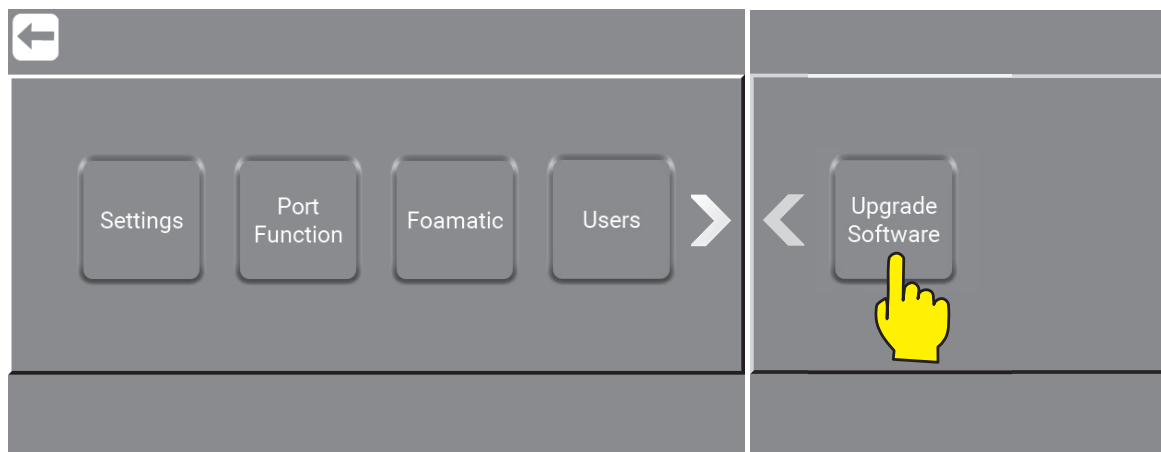 Settings
Port
Function
Foamatic
Users
Upgrade
Software